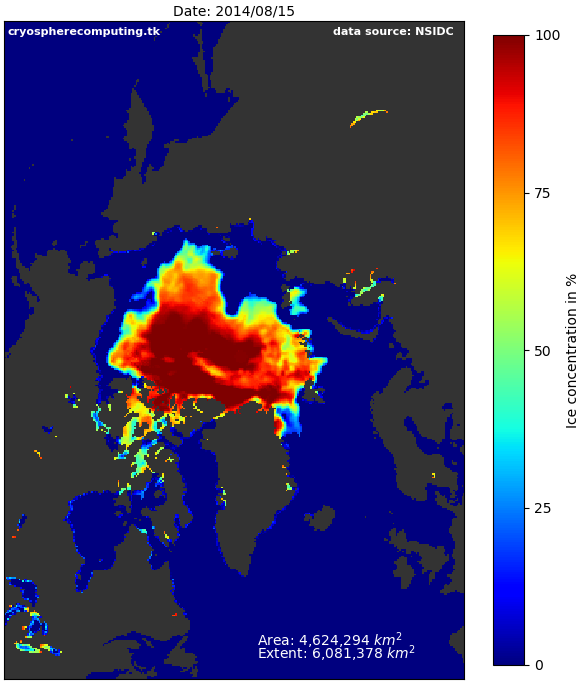 Date: 2014/08/15
cryospherecomputing.tk data source: NSIDC
100
75
50
25
0
Ice concentration in %
Area: 4,624,294 km²
Extent: 6,081,378 km²